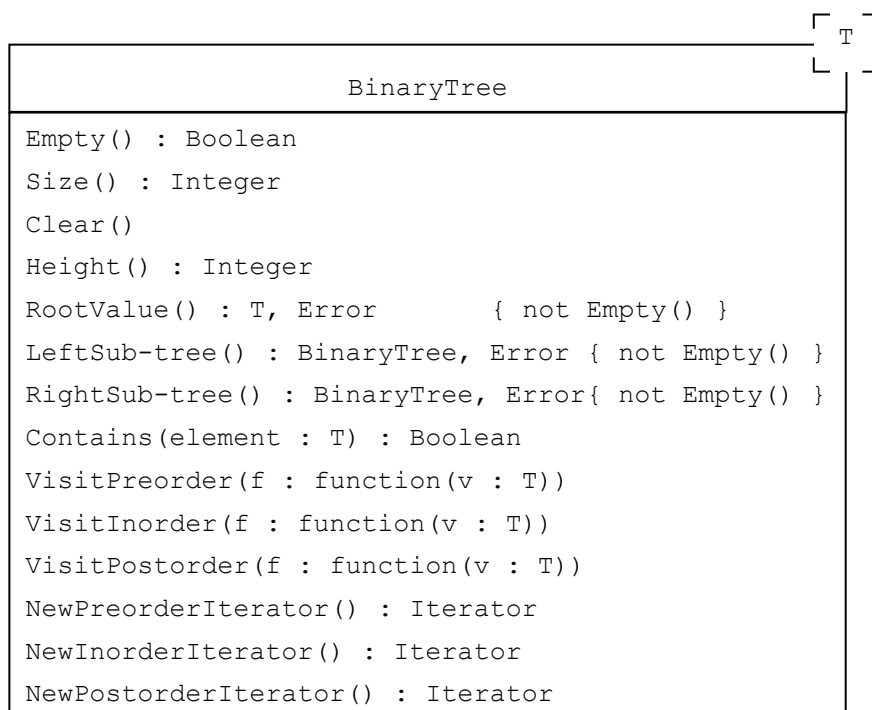 T
BinaryTree
Empty() : Boolean
Size() : Integer
Clear()
Height() : Integer
RootValue() : T, Error { not Empty() }
LeftSub-tree() : BinaryTree, Error { not Empty() }
RightSub-tree() : BinaryTree, Error{ not Empty() }
Contains(element : T) : Boolean
VisitPreorder(f : function(v : T))
VisitInorder(f : function(v : T))
VisitPostorder(f : function(v : T))
NewPreorderIterator() : Iterator
NewInorderIterator() : Iterator
NewPostorderIterator() : Iterator